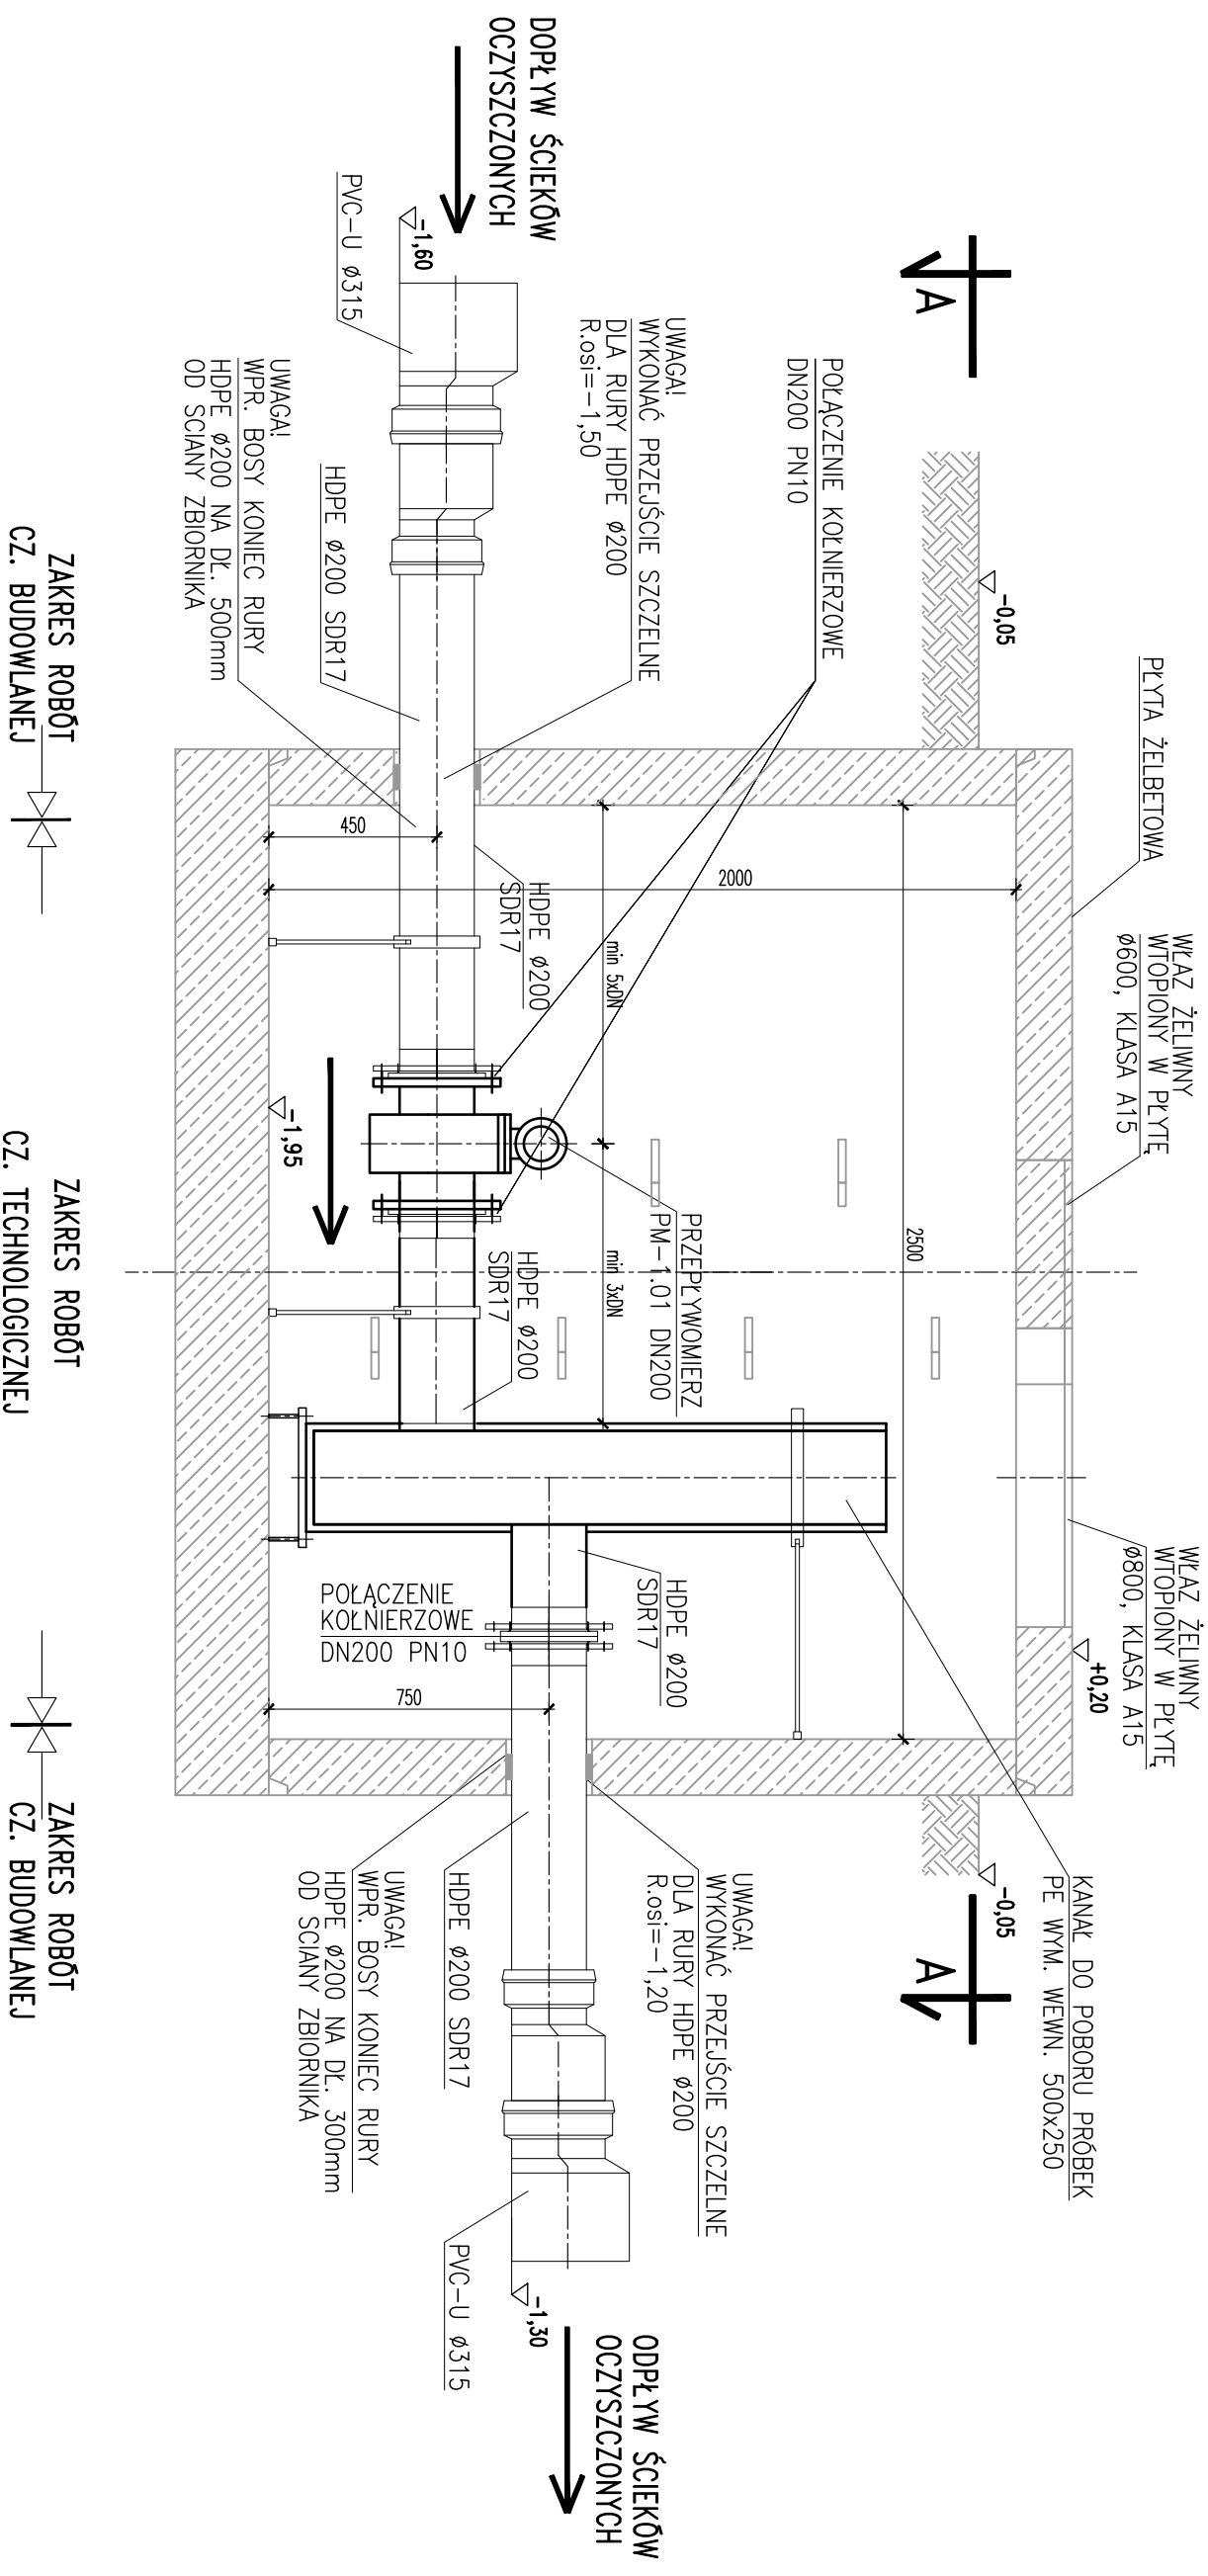 DOPŁYW ŚCIEKÓW
OCZYSZCZONYCH
-1,60
PVC-U ø315
A
UWAGA!
WYKONAĆ PRZEJŚCIE SZCZELNE
DLA RURY HDPE ø200
R.osi=-1,50
POŁĄCZENIE KOŁNIERZOWE
DN200 PN10
UWAGA!
WPR. BOSY KONIEC RURY
HDPE ø200 NA DŁ. 500mm
OD SCIANY ZBIORNIKA
HDPE ø200 SDR17
-0,05
PŁYTA ŻELBETOWA
WŁAZ ŻELIWNY
WTOPIONY W PŁYTĘ
ø600, KLASA A15
WŁAZ ŻELIWNY
WTOPIONY W PŁYTĘ
ø800, KLASA A15
+0,20
2000
450
2500
HDPE ø200
SDR17
min 5xDN
min 3xDN
PRZEPŁYWOMIERZ
PM-1.01 DN200
-1,95
HDPE ø200
SDR17
HDPE ø200
SDR17
POŁĄCZENIE
KOŁNIERZOWE
DN200 PN10
750
KANAŁ DO POBORU PRÓBEK
PE WYM. WEWN. 500x250
-0,05
A
UWAGA!
WYKONAĆ PRZEJŚCIE SZCZELNE
DLA RURY HDPE ø200
R.osi=-1,20
HDPE ø200 SDR17
UWAGA!
WPR. BOSY KONIEC RURY
HDPE ø200 NA DŁ. 300mm
OD SCIANY ZBIORNIKA
PVC-U ø315
-1,30
ODPŁYW ŚCIEKÓW
OCZYSZCZONYCH
ZAKRES ROBÓT
CZ. BUDOWLANEJ
ZAKRES ROBÓT
CZ. TECHNOLOGICZNEJ
ZAKRES ROBÓT
CZ. BUDOWLANEJ